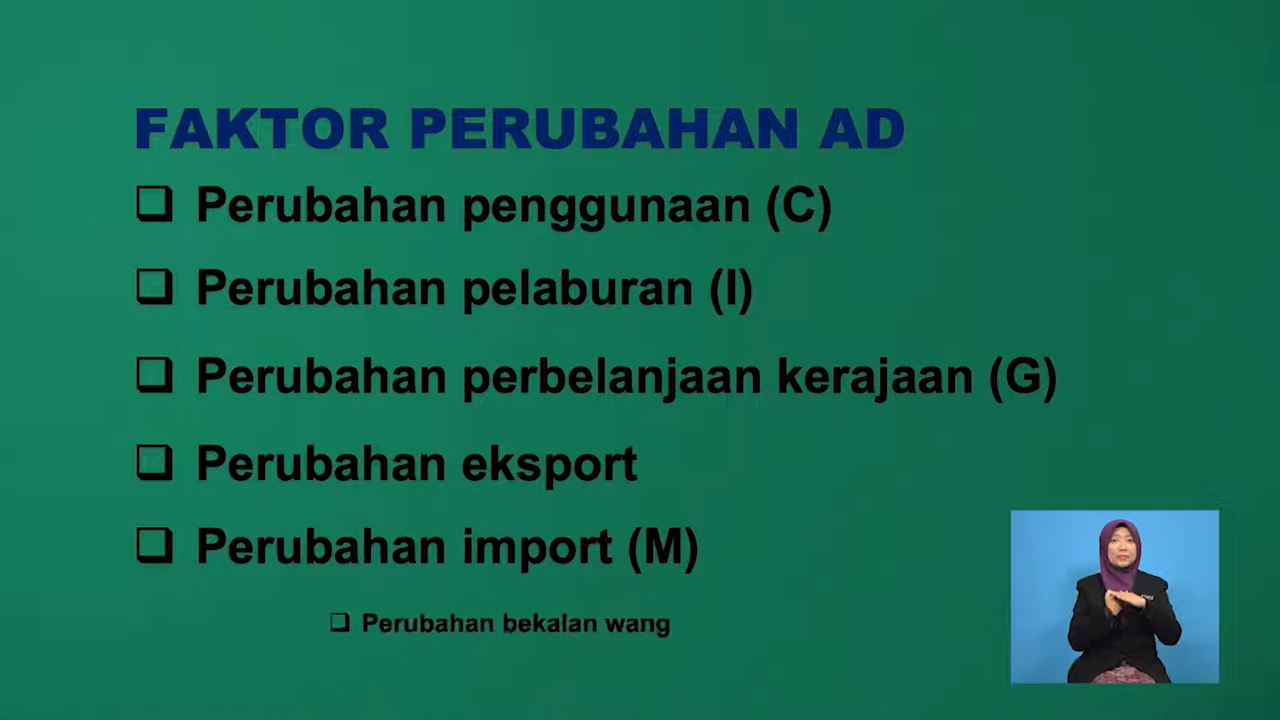 FAKTOR PERUBAHAN AD
Perubahan penggunaan (C)
Perubahan pelaburan (I)
Perubahan perbelanjaan kerajaan (G)
Perubahan eksport
Perubahan import (M)
Perubahan bekalan wang